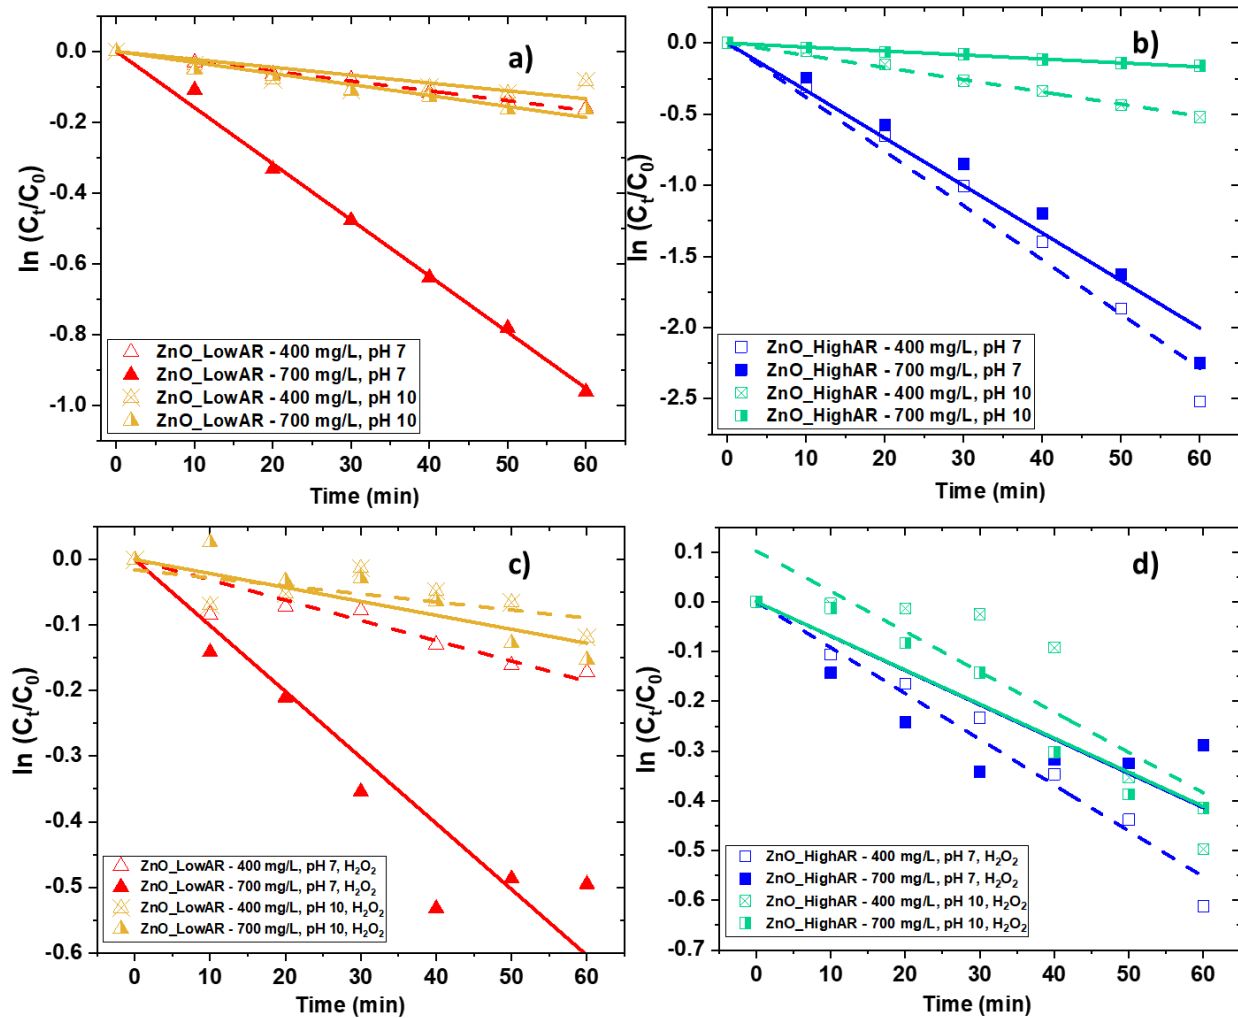 a)
ln (Cₜ/C₀)
0.0
-0.2
-0.4
-0.6
-0.8
-1.0
ZnO_LowAR - 400 mg/L, pH 7
ZnO_LowAR - 700 mg/L, pH 7
ZnO_LowAR - 400 mg/L, pH 10
ZnO_LowAR - 700 mg/L, pH 10
0 10 20 30 40 50 60
Time (min)
b)
ln (Cₜ/C₀)
0.0
-0.5
-1.0
-1.5
-2.0
-2.5
ZnO_HighAR - 400 mg/L, pH 7
ZnO_HighAR - 700 mg/L, pH 7
ZnO_HighAR - 400 mg/L, pH 10
ZnO_HighAR - 700 mg/L, pH 10
0 10 20 30 40 50 60
Time (min)
c)
ln (Cₜ/C₀)
0.0
-0.1
-0.2
-0.3
-0.4
-0.5
-0.6
ZnO_LowAR - 400 mg/L, pH 7, H₂O₂
ZnO_LowAR - 700 mg/L, pH 7, H₂O₂
ZnO_LowAR - 400 mg/L, pH 10, H₂O₂
ZnO_LowAR - 700 mg/L, pH 10, H₂O₂
0 10 20 30 40 50 60
Time (min)
d)
ln (Cₜ/C₀)
0.1
0.0
-0.1
-0.2
-0.3
-0.4
-0.5
-0.6
-0.7
ZnO_HighAR - 400 mg/L, pH 7, H₂O₂
ZnO_HighAR - 700 mg/L, pH 7, H₂O₂
ZnO_HighAR - 400 mg/L, pH 10, H₂O₂
ZnO_HighAR - 700 mg/L, pH 10, H₂O₂
0 10 20 30 40 50 60
Time (min)